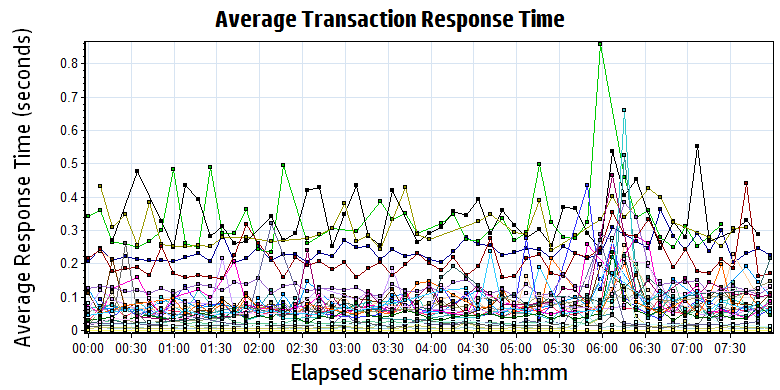 Average Transaction Response Time
Average Response Time (seconds)
0.8
0.7
0.6
0.5
0.4
0.3
0.2
0.1
0
00:00 00:30 01:00 01:30 02:00 02:30 03:00 03:30 04:00 04:30 05:00 05:30 06:00 06:30 07:00 07:30
Elapsed scenario time hh:mm